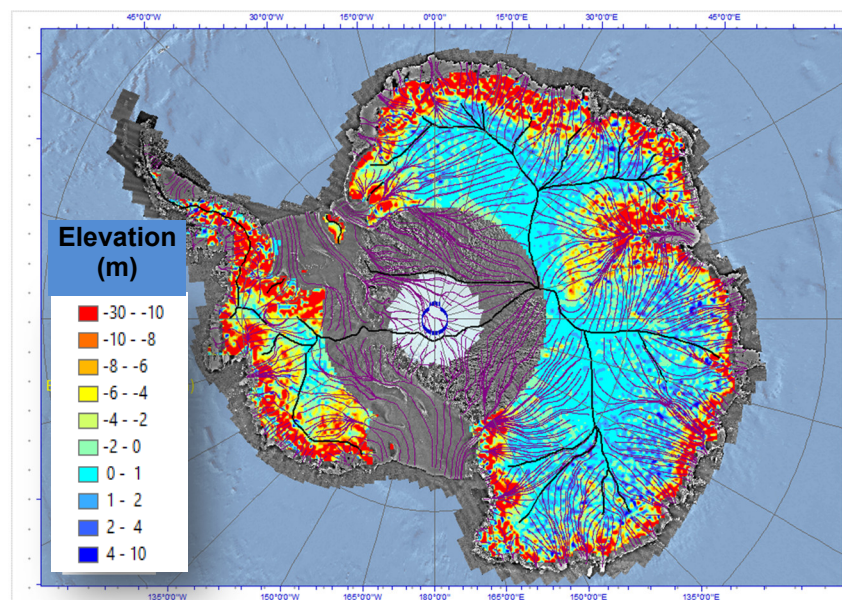 45°0'0"W
30°0'0"W
15°0'0"W
0°0'0"
15°0'0"E
30°0'0"E
45°0'0"E
Elevation
(m)
-30 - -10
-10 - -8
-8 - -6
-6 - -4
-4 - -2
-2 - 0
0 - 1
1 - 2
2 - 4
4 - 10
135°0'0"W
150°0'0"W
165°0'0"W
180°0'0"
165°0'0"E
150°0'0"E
135°0'0"E